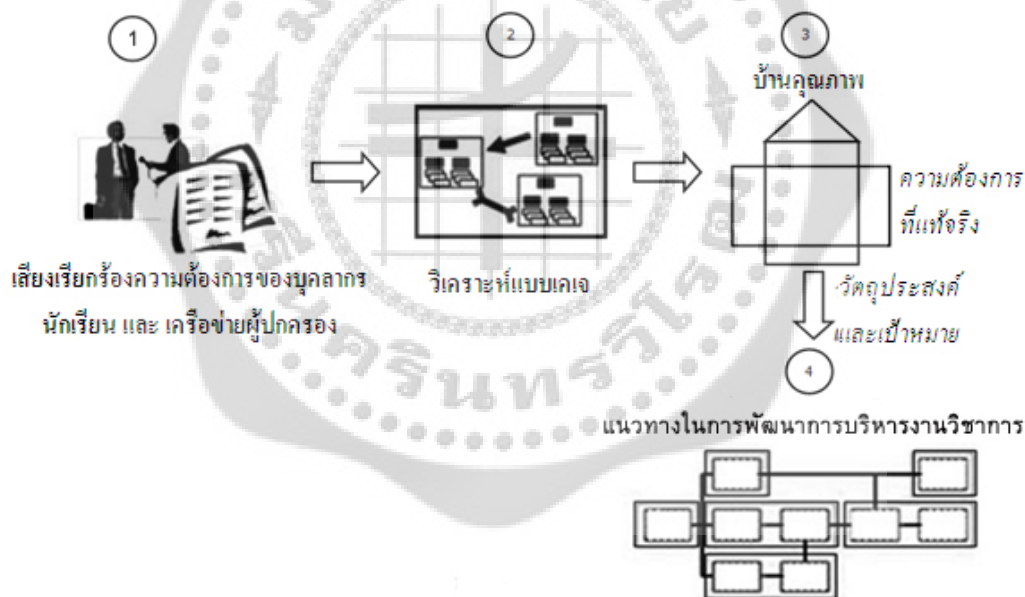 1
เสียงเรียกร้องความต้องการของบุคลากร
นักเรียน และ เครือข่ายผู้ปกครอง
2
วิเคราะห์แบบเคเจ
3
บ้านคุณภาพ
ความต้องการ
ที่แท้จริง
วัตถุประสงค์
และเป้าหมาย
4
แนวทางในการพัฒนาการบริหารงานวิชาการ